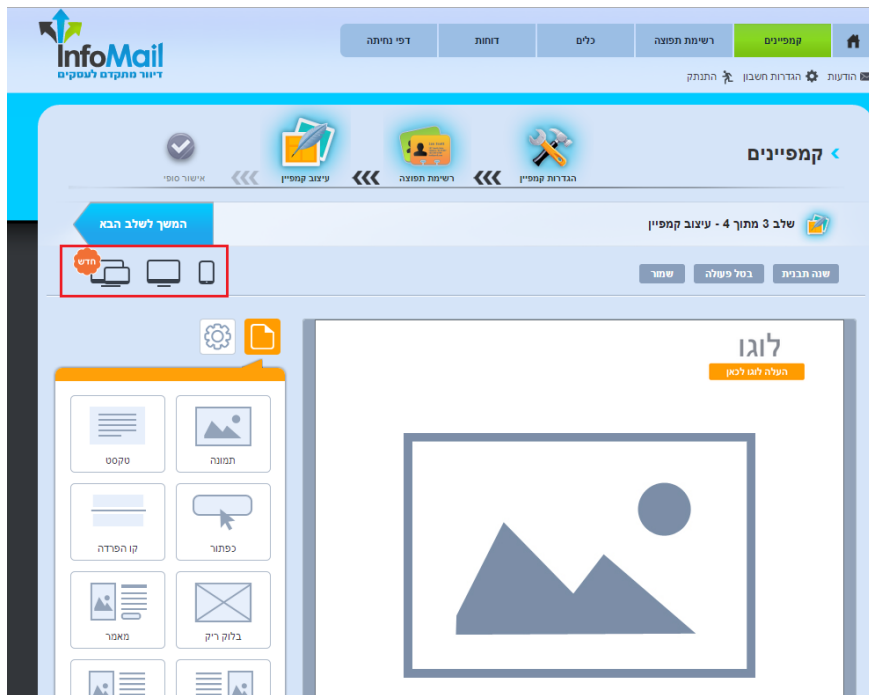 InfoMail
דיוור מתקדם לעסקים
קמפיינים
רשימת תפוצה
כלים
דוחות
דפי נחיתה
הודעות
הגדרות חשבון
התנתק
קמפיינים
הגדרות קמפיין
רשימת תפוצה
עיצוב קמפיין
אישור סופי
שלב 3 מתוך 4 - עיצוב קמפיין
המשך לשלב הבא
שנה תבנית
בטל פעולה
שמור
חדש
לוגו
העלה לוגו לכאן
תמונה
טקסט
כפתור
קו הפרדה
בלוק ריק
מאמר